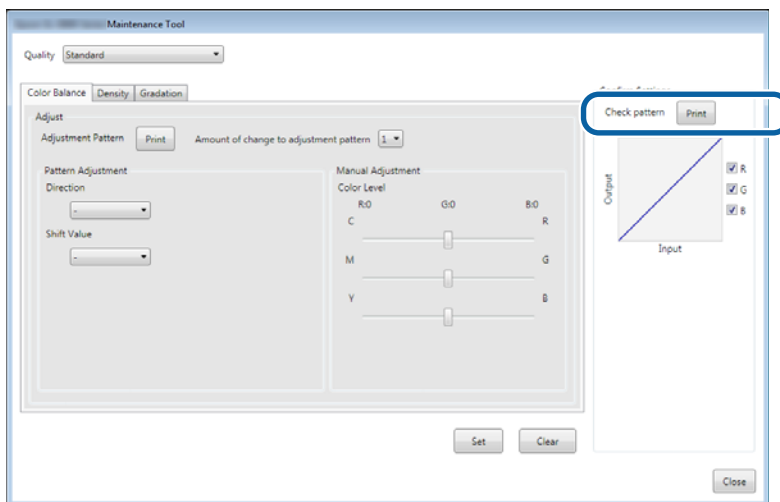 Maintenance Tool
Quality Standard
Color Balance Density Gradation
Adjust
Adjustment Pattern Print Amount of change to adjustment pattern 1
Pattern Adjustment
Direction
-
Shift Value
-
Manual Adjustment
Color Level
R:0 G:0 B:0
C R
M G
Y B
Check pattern Print
Output
R
G
B
Input
Set Clear
Close